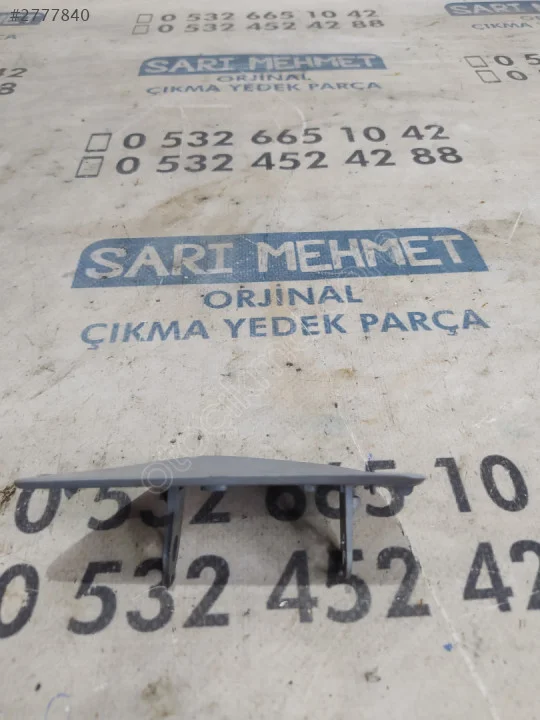 #2777840
0 532 665 10 42
0 532 452 42 88
SARI MEHMET
ORJİNAL
ÇIKMA YEDEK PARÇA
0 532 665 10 42
0 532 452 42 88
SARI MEHMET
ORJİNAL
ÇIKMA YEDEK PARÇA
0 532 665 10 42
0 532 452 42